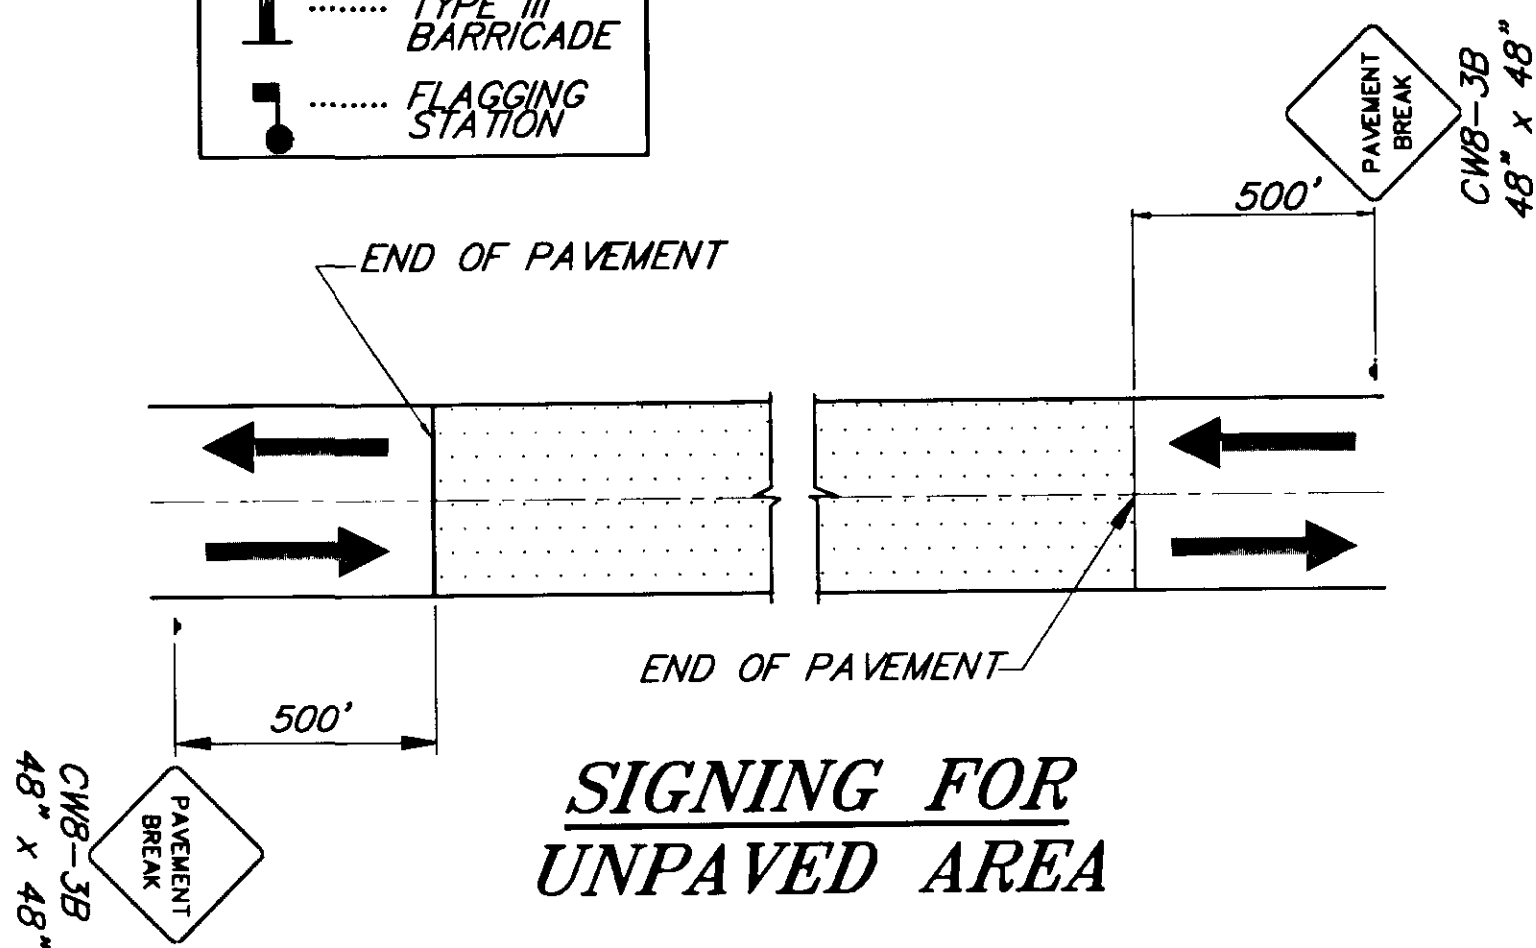 TYPE III
BARRICADE
FLAGGING
STATION
PAVEMENT
BREAK
CW8-3B
48" x 48"
500'
END OF PAVEMENT
END OF PAVEMENT
500'
CW8-3B
48" x 48"
PAVEMENT
BREAK
SIGNING FOR
UNPAVED AREA